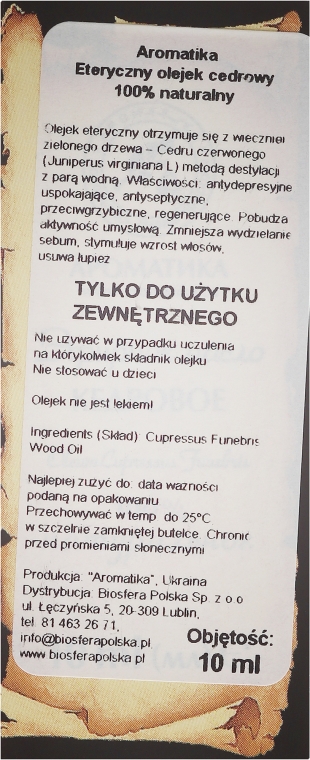 Aromatika
Eteryczny olejek cedrowy
100% naturalny
Olejek eteryczny otrzymuje się z wiecznie
zielonego drzewa – Cedru czerwonego
(Juniperus virginiana L) metodą destylacji
z parą wodną. Właściwości: antydepresyjne
uspokajające, antyseptyczne,
przeciwgrzybiczne, regenerujące. Pobudza
aktywność umysłową. Zmniejsza wydzielanie
sebum, stymuluje wzrost włosów,
usuwa łupież
TYLKO DO UŻYTKU
ZEWNĘTRZNEGO
Nie używać w przypadku uczulenia
na którykolwiek składnik olejku
Nie stosować u dzieci
Olejek nie jest lekiem!
Ingredients (Skład) Cupressus Funebris
Wood Oil
Najlepiej zużyć do: data ważności
podana na opakowaniu
Przechowywać w temp. do 25°C
w szczelnie zamkniętej butelce. Chronić
przed promieniami słonecznymi
Produkcja: "Aromatika", Ukraina
Dystrybucja: Biosfera Polska Sp. z o.o
ul. Łęczyńska 5, 20-309 Lublin,
tel. 81 463 26 71,
info@biosferapolska.pl
www.biosferapolska.pl
Objętość:
10 ml